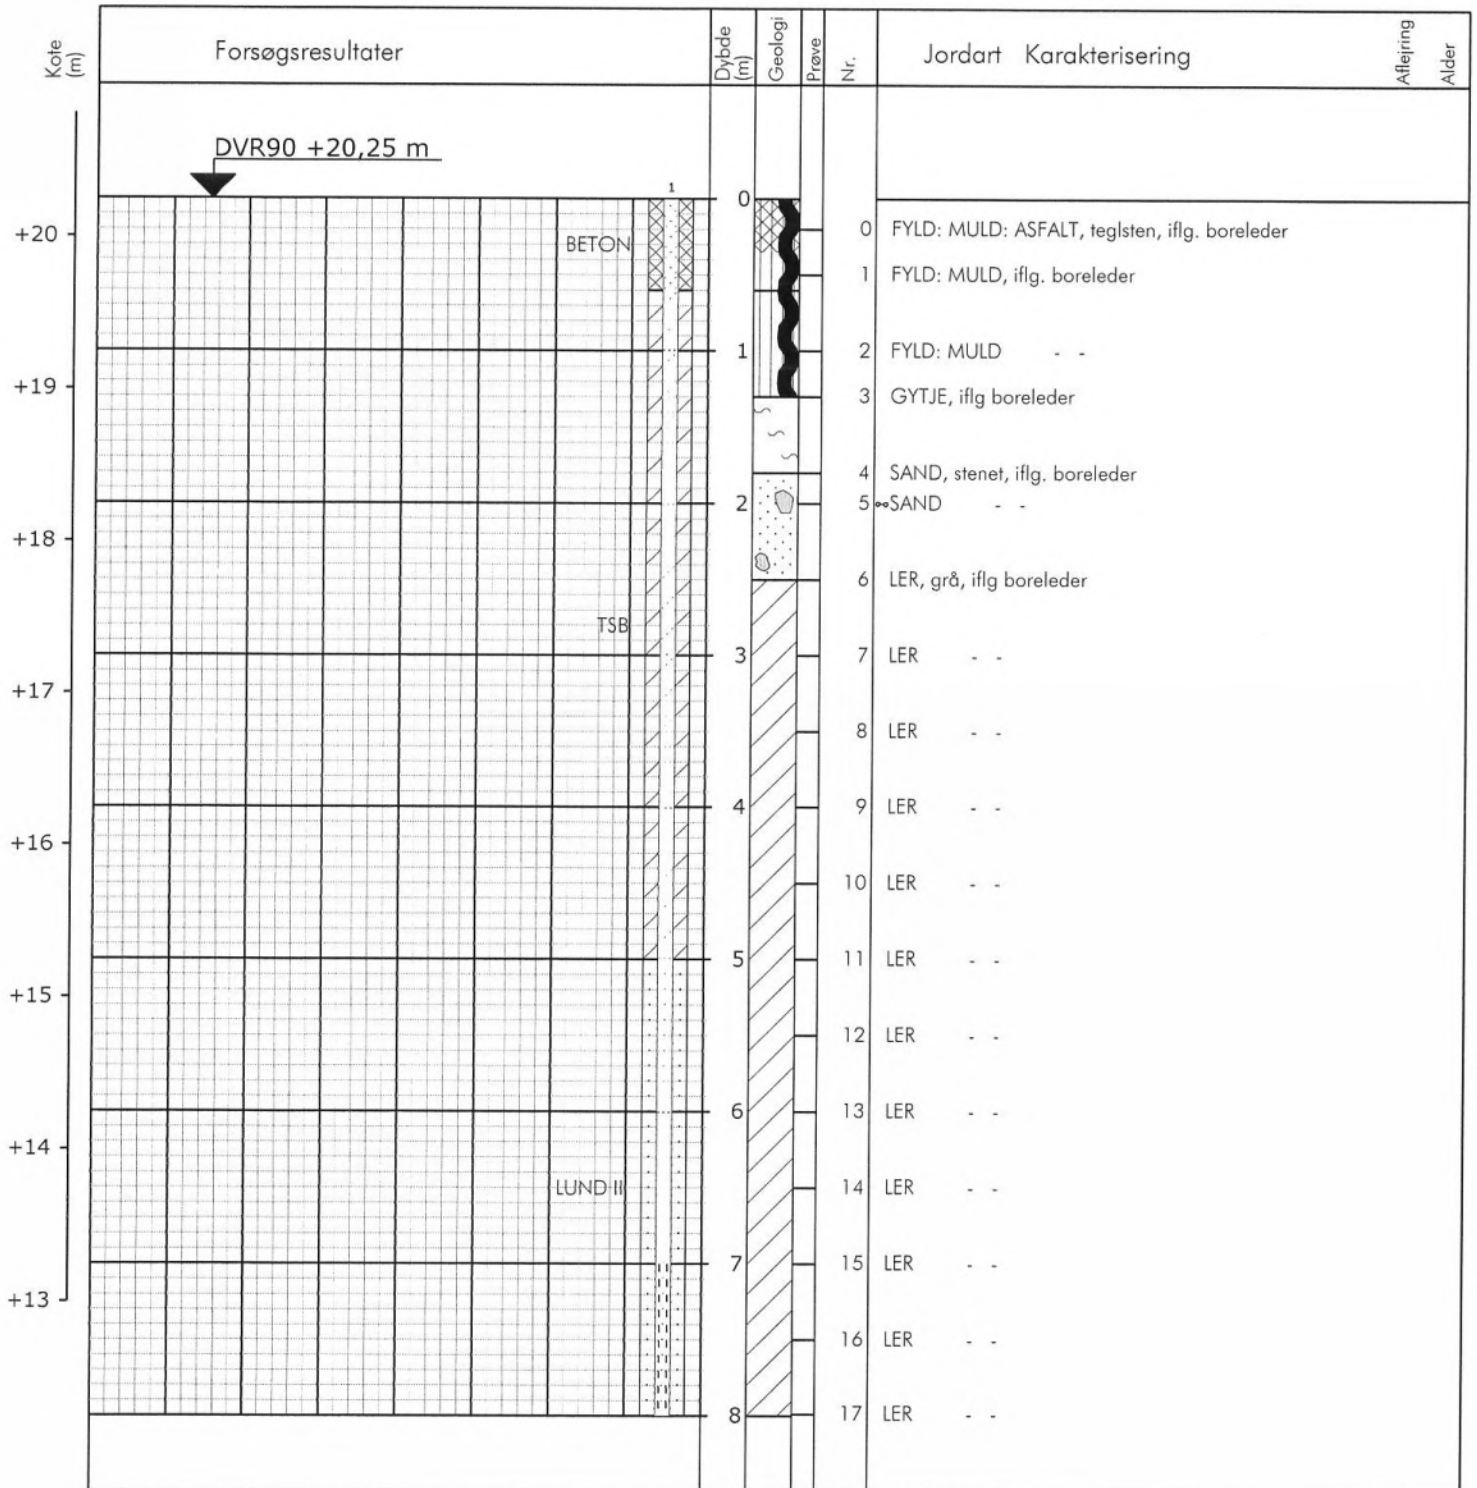 Kote (m) Forsøgsresultater Dybde (m) Geologi Prøve Nr. Jordart Karakterisering Aflejring Alder
DVR90 +20,25 m
1
0
+20 BETON 0 FYLD: MULD: ASFALT, teglsten, iflg. boreleder
1 FYLD: MULD, iflg. boreleder
1 2 FYLD: MULD - -
+19 3 GYTJE, iflg boreleder
4 SAND, stenet, iflg. boreleder
2 5 SAND - -
+18
6 LER, grå, iflg boreleder
TSB
3 7 LER - -
+17
8 LER - -
4 9 LER - -
+16
10 LER - -
5 11 LER - -
+15
12 LER - -
6 13 LER - -
+14
LUND II 14 LER - -
7 15 LER - -
+13
16 LER - -
8 17 LER - -